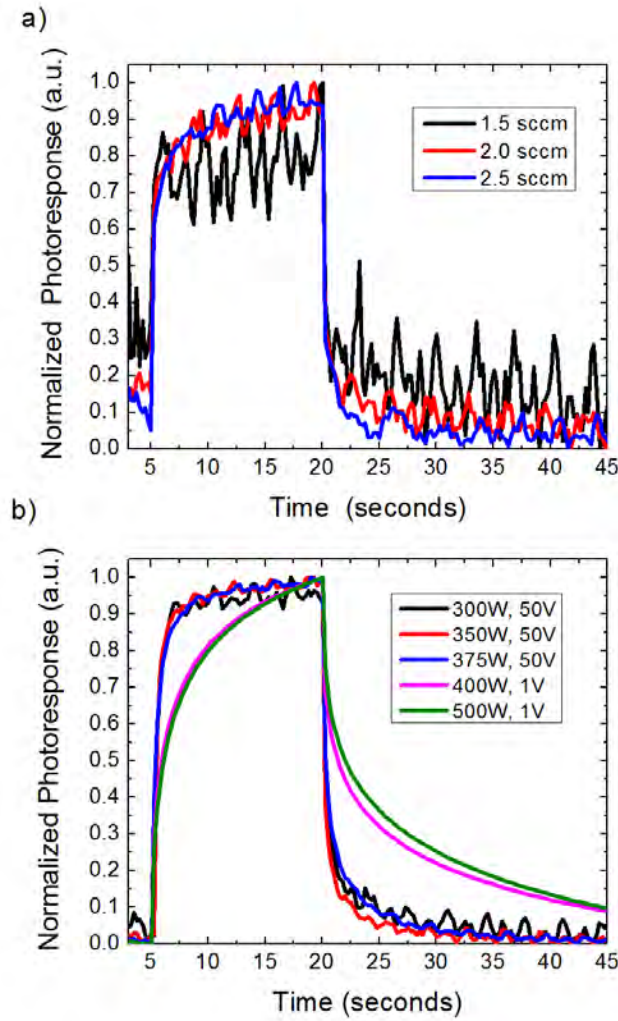 a)
Normalized Photoresponse (a.u.)
1.0
0.9
0.8
0.7
0.6
0.5
0.4
0.3
0.2
0.1
0.0
1.5 sccm
2.0 sccm
2.5 sccm
5 10 15 20 25 30 35 40 45
Time (seconds)
b)
Normalized Photoresponse (a.u.)
1.0
0.9
0.8
0.7
0.6
0.5
0.4
0.3
0.2
0.1
0.0
300W, 50V
350W, 50V
375W, 50V
400W, 1V
500W, 1V
5 10 15 20 25 30 35 40 45
Time (seconds)